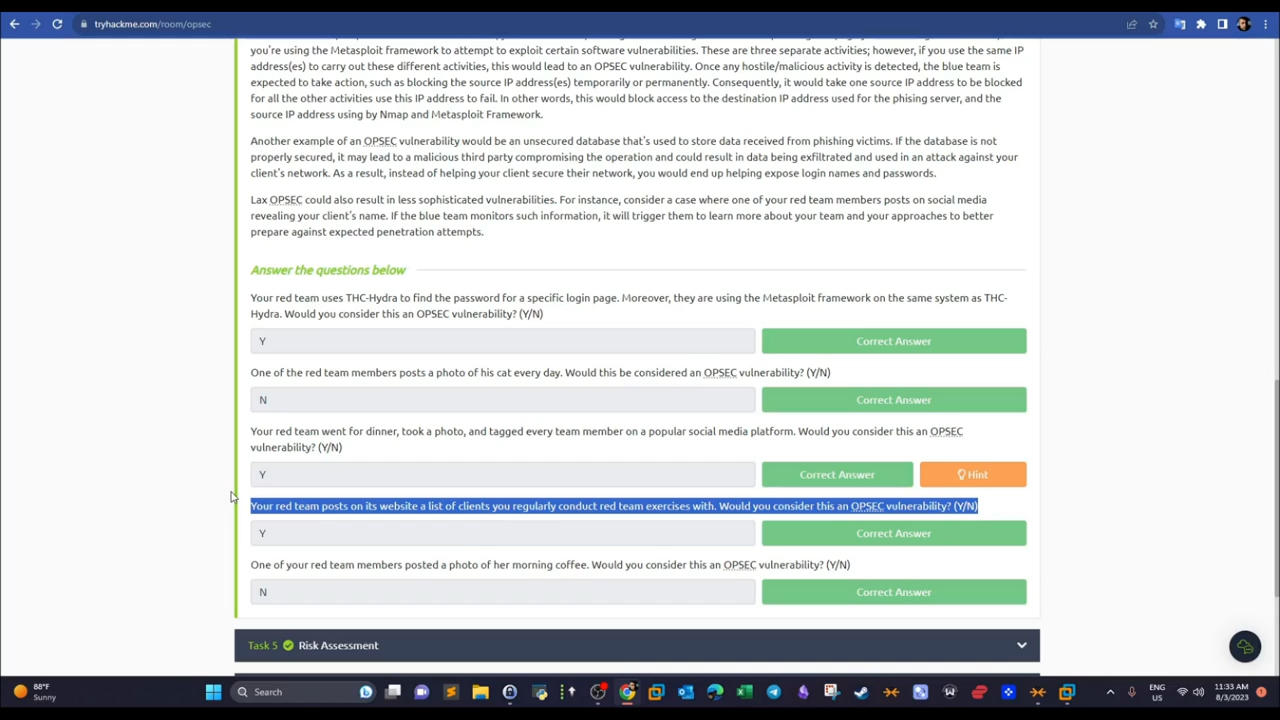 tryhackme.com/room/opsec
you're using the Metasploit framework to attempt to exploit certain software vulnerabilities. These are three separate activities; however, if you use the same IP
address(es) to carry out these different activities, this would lead to an OPSEC vulnerability. Once any hostile/malicious activity is detected, the blue team is
expected to take action, such as blocking the source IP address(es) temporarily or permanently. Consequently, it would take one source IP address to be blocked
for all the other activities use this IP address to fail. In other words, this would block access to the destination IP address used for the phising server, and the
source IP address using by Nmap and Metasploit Framework.
Another example of an OPSEC vulnerability would be an unsecured database that's used to store data received from phishing victims. If the database is not
properly secured, it may lead to a malicious third party compromising the operation and could result in data being exfiltrated and used in an attack against your
client's network. As a result, instead of helping your client secure their network, you would end up helping expose login names and passwords.
Lax OPSEC could also result in less sophisticated vulnerabilities. For instance, consider a case where one of your red team members posts on social media
revealing your client's name. If the blue team monitors such information, it will trigger them to learn more about your team and your approaches to better
prepare against expected penetration attempts.
Answer the questions below
Your red team uses THC-Hydra to find the password for a specific login page. Moreover, they are using the Metasploit framework on the same system as THC-
Hydra. Would you consider this an OPSEC vulnerability? (Y/N)
Y
Correct Answer
One of the red team members posts a photo of his cat every day. Would this be considered an OPSEC vulnerability? (Y/N)
N
Correct Answer
Your red team went for dinner, took a photo, and tagged every team member on a popular social media platform. Would you consider this an OPSEC
vulnerability? (Y/N)
Y
Correct Answer
Hint
Your red team posts on its website a list of clients you regularly conduct red team exercises with. Would you consider this an OPSEC vulnerability? (Y/N)
Y
Correct Answer
One of your red team members posted a photo of her morning coffee. Would you consider this an OPSEC vulnerability? (Y/N)
N
Correct Answer
Task 5 Risk Assessment
88°F
Sunny
Search
ENG
US
11:33 AM
8/3/2023